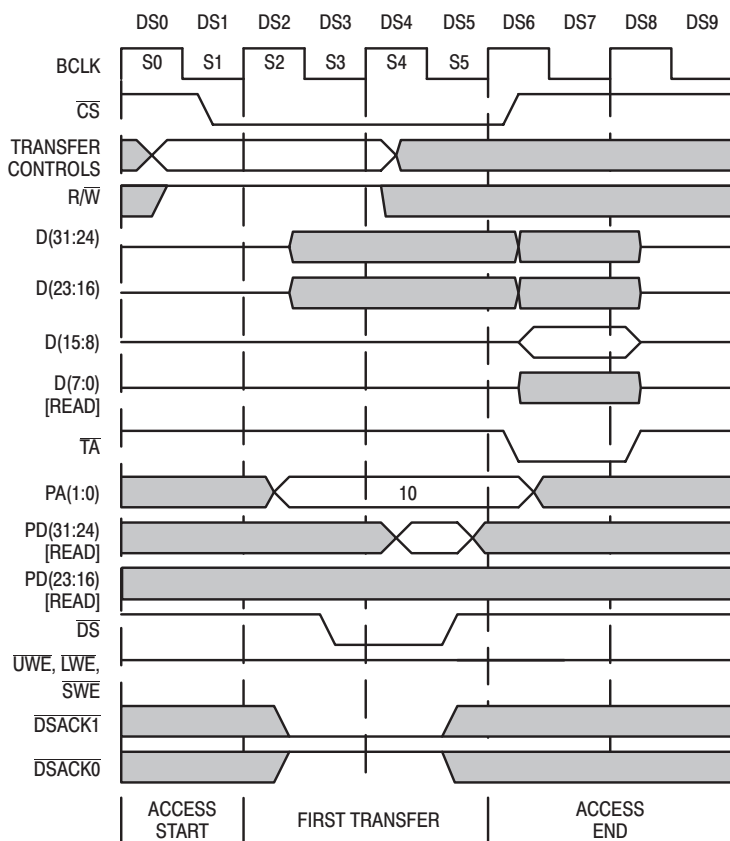 DS0 DS1 DS2 DS3 DS4 DS5 DS6 DS7 DS8 DS9
BCLK S0 S1 S2 S3 S4 S5
CS
TRANSFER
CONTROLS
R/W
D(31:24)
D(23:16)
D(15:8)
D(7:0)
[READ]
TA
PA(1:0) 10
PD(31:24)
[READ]
PD(23:16)
[READ]
DS
UWE, LWE,
SWE
DSACK1
DSACK0
ACCESS
START
FIRST TRANSFER
ACCESS
END